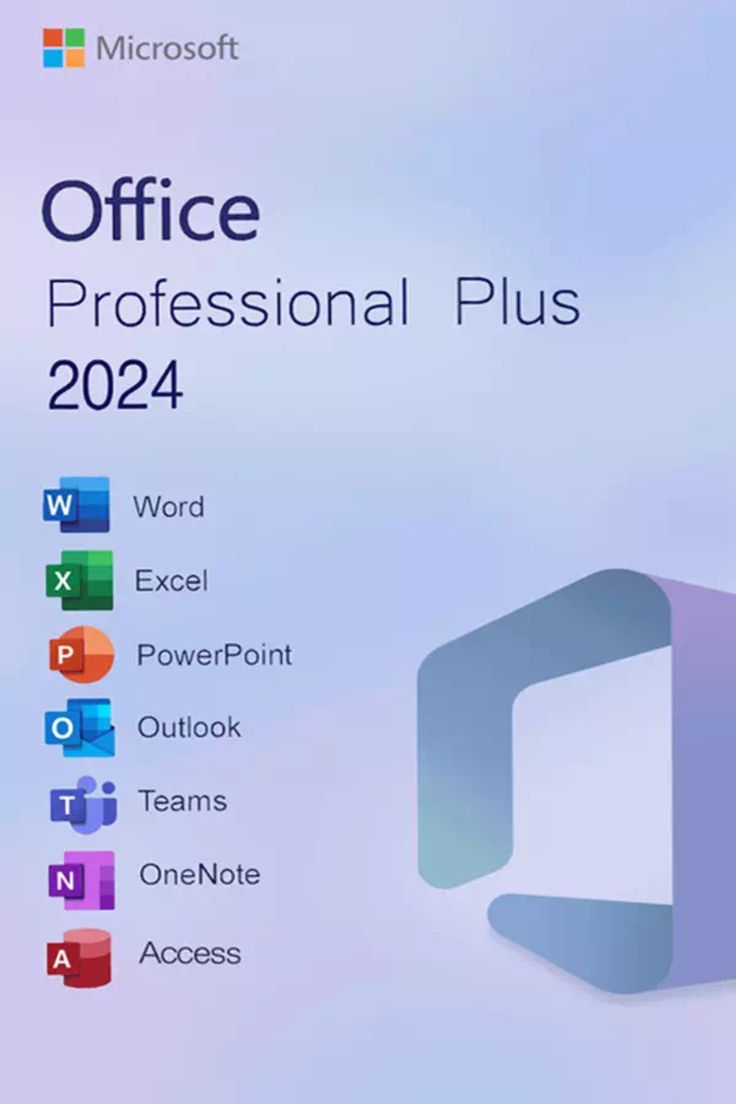 Microsoft
Office
Professional Plus
2024
W Word
X Excel
P PowerPoint
O Outlook
T Teams
N OneNote
A Access